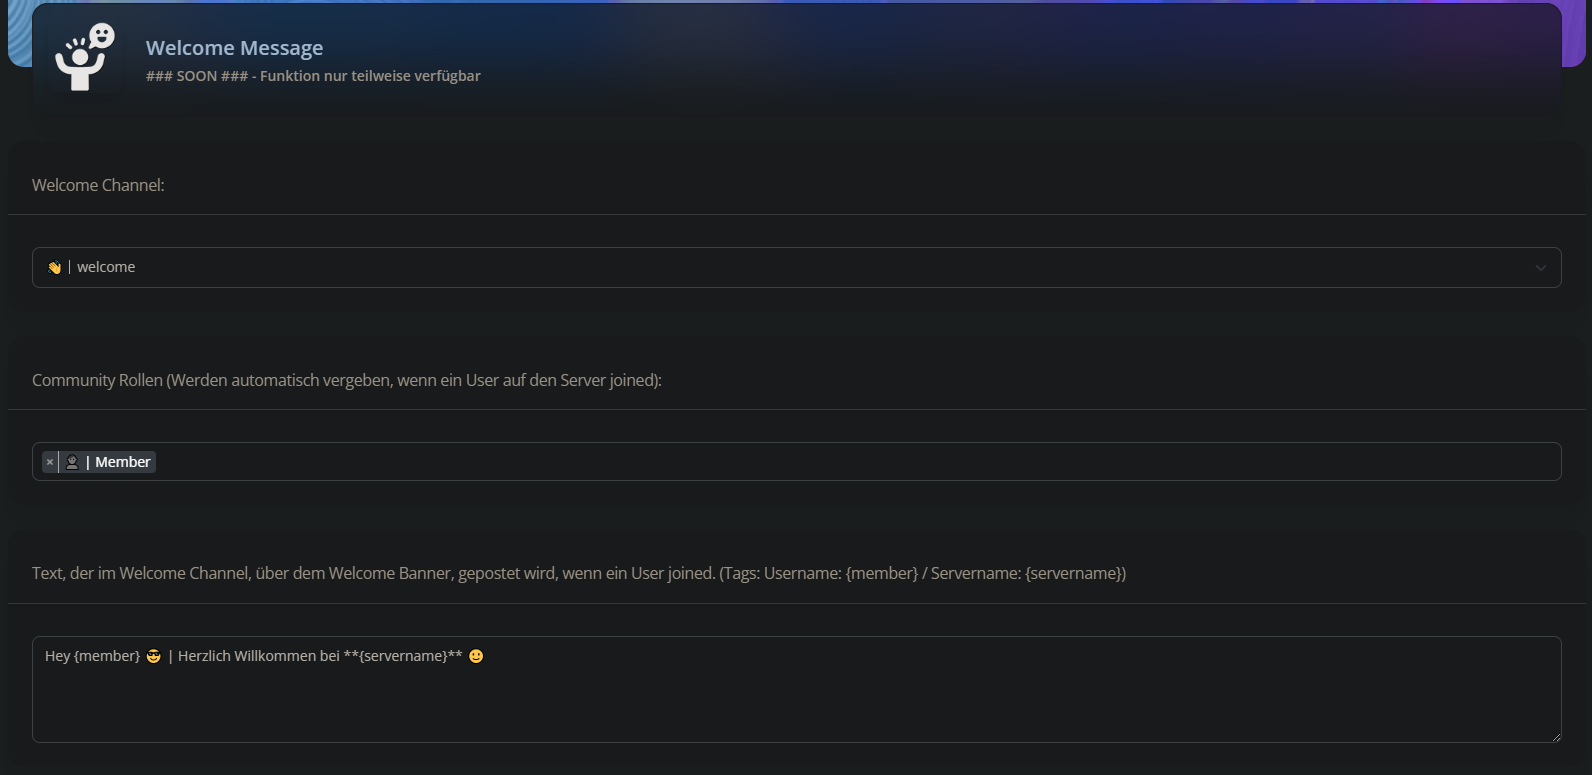 Welcome Message
### SOON ### - Funktion nur teilweise verfügbar
Welcome Channel:
👋 | welcome
Community Rollen (Werden automatisch vergeben, wenn ein User auf den Server joined):
× | 👤 | Member
Text, der im Welcome Channel, über dem Welcome Banner, gepostet wird, wenn ein User joined. (Tags: Username: {member} / Servername: {servername})
Hey {member} 😎 | Herzlich Willkommen bei **{servername}** 🙂